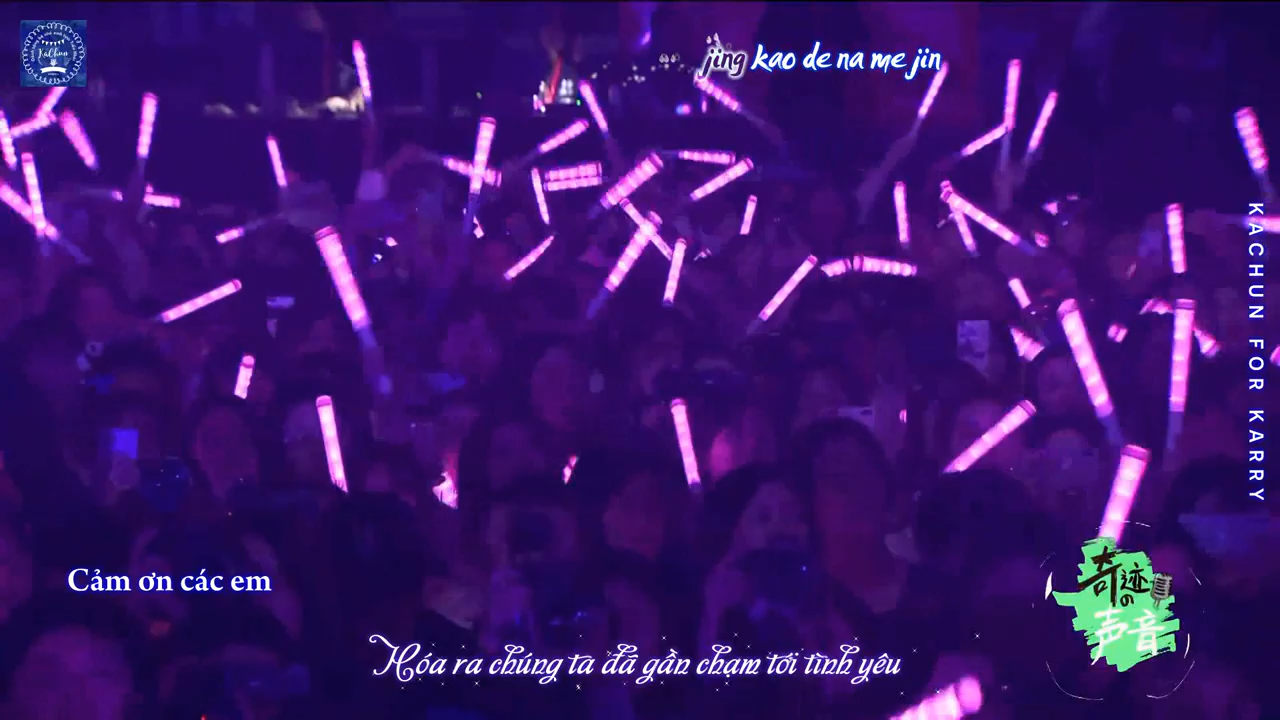 KaChun
jing kao de na me jin
KACHUN FOR KARRY
Cảm ơn các em
奇迹
の
声音
Hóa ra chúng ta đã gần chạm tới tình yêu